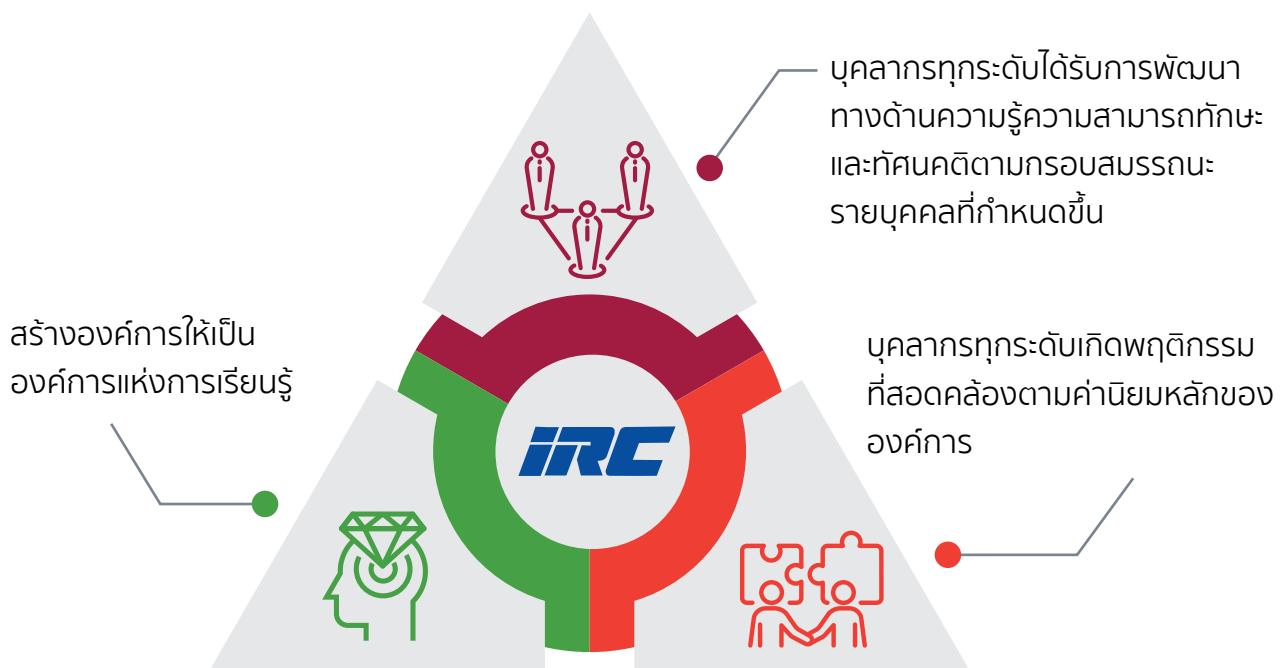 บุคลากรทุกระดับได้รับการพัฒนา
ทางด้านความรู้ความสามารถทักษะ
และทัศนคติตามกรอบสมรรถนะ
รายบุคคลที่กำหนดขึ้น
สร้างองค์การให้เป็น
องค์การแห่งการเรียนรู้
บุคลากรทุกระดับเกิดพฤติกรรม
ที่สอดคล้องตามค่านิยมหลักของ
องค์การ
IRC